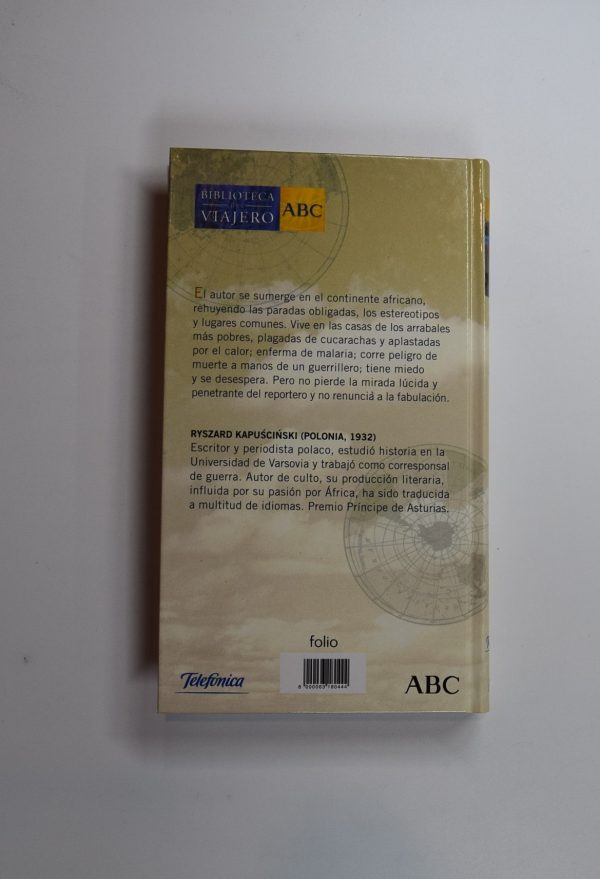 BIBLIOTECA
VIAJERO
ABC
El autor se sumerge en el continente africano,
rehuyendo las paradas obligadas, los estereotipos
y lugares comunes. Vive en las casas de los arrabales
más pobres, plagadas de cucarachas y aplastadas
por el calor; enferma de malaria; corre peligro de
muerte a manos de un guerrillero; tiene miedo
y se desespera. Pero no pierde la mirada lúcida y
penetrante del reportero y no renuncia a la fabulación.
RYSZARD KAPUŚCIŃSKI (POLONIA, 1932)
Escritor y periodista polaco, estudió historia en la
Universidad de Varsovia y trabajó como corresponsal
de guerra. Autor de culto, su producción literaria,
influida por su pasión por África, ha sido traducida
a multitud de idiomas. Premio Príncipe de Asturias.
folio
Telefónica
8 000063 180444
ABC